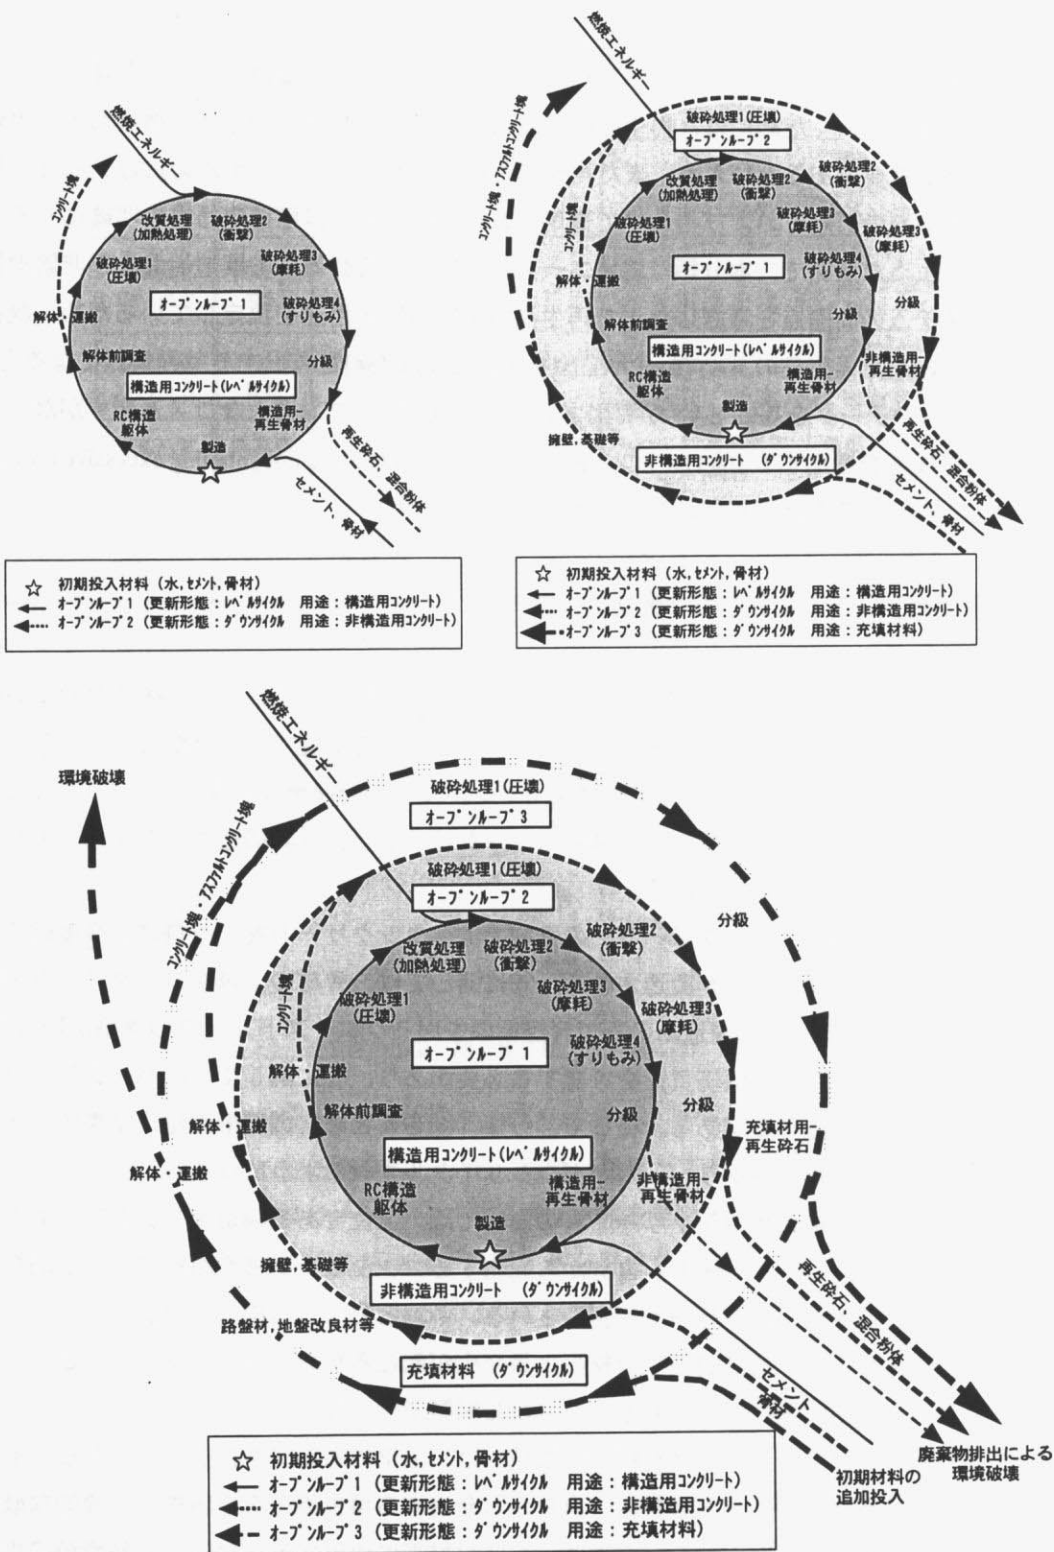 燃焼エネルギー
コンクリート塊
改質処理
(加熱処理)
破砕処理2
(衝撃)
破砕処理1
(圧壊)
破砕処理3
(摩耗)
オープンループ1
解体・運搬
破砕処理4
(すりもみ)
解体前調査
分級
構造用コンクリート(レベルサイクル)
RC構造
躯体
構造用-
再生骨材
製造
再生砕石、混合粉体
セメント、骨材
☆ 初期投入材料 (水,セメント,骨材)
オープンループ1 (更新形態:レベルサイクル 用途:構造用コンクリート)
オープンループ2 (更新形態:ダウンサイクル 用途:非構造用コンクリート)
燃焼エネルギー
コンクリート塊・アスファルトコンクリート塊
破砕処理1(圧壊)
オープンループ2
改質処理
(加熱処理)
破砕処理2
(衝撃)
破砕処理2
(衝撃)
コンクリート塊
破砕処理1
(圧壊)
破砕処理3
(摩耗)
破砕処理3
(摩耗)
オープンループ1
破砕処理4
(すりもみ)
解体・運搬
分級
分級
解体前調査
構造用コンクリート(レベルサイクル)
非構造用-
再生骨材
RC構造
躯体
構造用-
再生骨材
製造
擁壁,基礎等
非構造用コンクリート (ダウンサイクル)
再生砕石、混合粉体
セメント、骨材
☆ 初期投入材料 (水,セメント,骨材)
オープンループ1 (更新形態:レベルサイクル 用途:構造用コンクリート)
オープンループ2 (更新形態:ダウンサイクル 用途:非構造用コンクリート)
オープンループ3 (更新形態:ダウンサイクル 用途:充填材料)
燃焼エネルギー
環境破壊
コンクリート塊・アスファルトコンクリート塊
破砕処理1(圧壊)
オープンループ3
破砕処理1(圧壊)
オープンループ2
分級
改質処理
(加熱処理)
破砕処理2
(衝撃)
破砕処理2
(衝撃)
コンクリート塊
破砕処理1
(圧壊)
破砕処理3
(摩耗)
破砕処理3
(摩耗)
オープンループ1
破砕処理4
(すりもみ)
解体・運搬
解体前調査
分級
分級
解体・運搬
充填材用-
再生砕石
構造用コンクリート(レベルサイクル)
解体・運搬
RC構造
躯体
構造用-
再生骨材
非構造用-
再生骨材
製造
擁壁,基礎等
非構造用コンクリート (ダウンサイクル)
再生砕石、混合粉体
路盤材,地盤改良材等
充填材料 (ダウンサイクル)
セメント
骨材
廃棄物排出による
環境破壊
初期材料の
追加投入
☆ 初期投入材料 (水,セメント,骨材)
オープンループ1 (更新形態:レベルサイクル 用途:構造用コンクリート)
オープンループ2 (更新形態:ダウンサイクル 用途:非構造用コンクリート)
オープンループ3 (更新形態:ダウンサイクル 用途:充填材料)